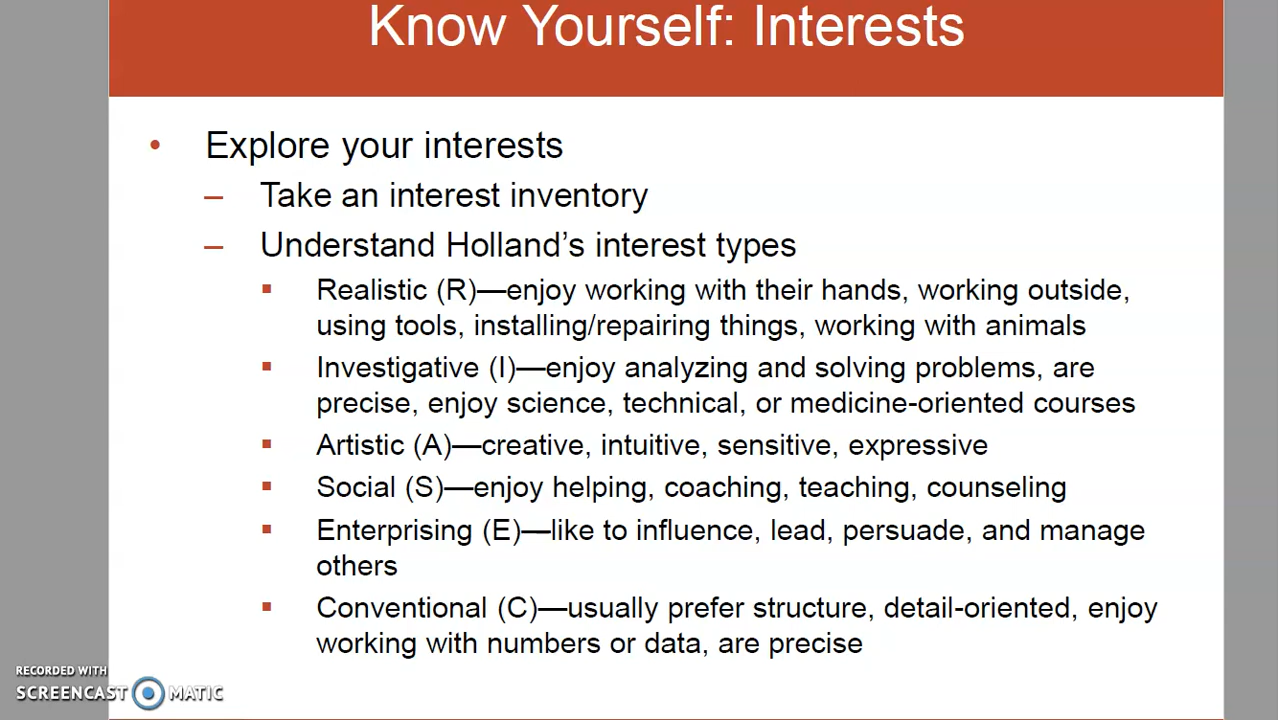 Know Yourself: Interests
• Explore your interests
– Take an interest inventory
– Understand Holland's interest types
▪ Realistic (R)—enjoy working with their hands, working outside,
using tools, installing/repairing things, working with animals
▪ Investigative (I)—enjoy analyzing and solving problems, are
precise, enjoy science, technical, or medicine-oriented courses
▪ Artistic (A)—creative, intuitive, sensitive, expressive
▪ Social (S)—enjoy helping, coaching, teaching, counseling
▪ Enterprising (E)—like to influence, lead, persuade, and manage
others
▪ Conventional (C)—usually prefer structure, detail-oriented, enjoy
working with numbers or data, are precise
RECORDED WITH
SCREENCAST MATIC